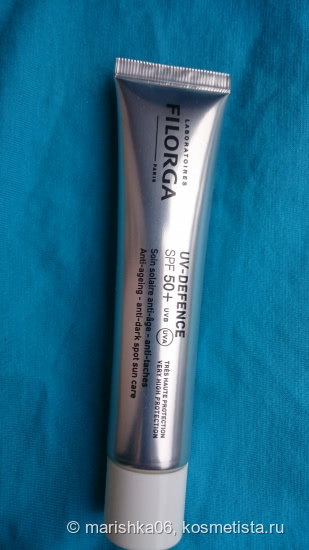 LABORATOIRES
FILORGA
PARIS
UV-DEFENCE
SPF 50+ UVB UVA
TRÈS HAUTE PROTECTION
VERY HIGH PROTECTION
Soin solaire anti-âge - anti-taches
Anti-ageing - anti-dark spot sun care
© marishka06, kosmetista.ru